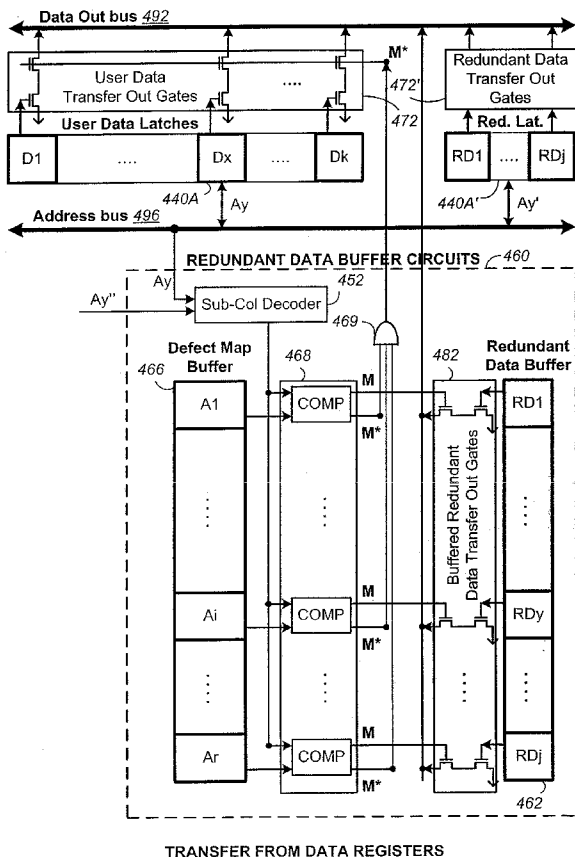 Data Out bus 492
M*
User Data
Transfer Out Gates
....
472'
Redundant Data
Transfer Out
Gates
472
User Data Latches
Red. Lat.
D1 .... Dx .... Dk
RD1 .... RDj
440A
Ay
440A'
Ay'
Address bus 496
REDUNDANT DATA BUFFER CIRCUITS 460
Ay
Ay''
Sub-Col Decoder
452
469
Defect Map
Buffer
466
468
482
Redundant
Data Buffer
A1
COMP
M
M*
RD1
....
....
Buffered Redundant
Data Transfer Out Gates
....
Ai
COMP
M
M*
RDy
....
....
....
....
Ar
COMP
M
M*
RDj
462
TRANSFER FROM DATA REGISTERS